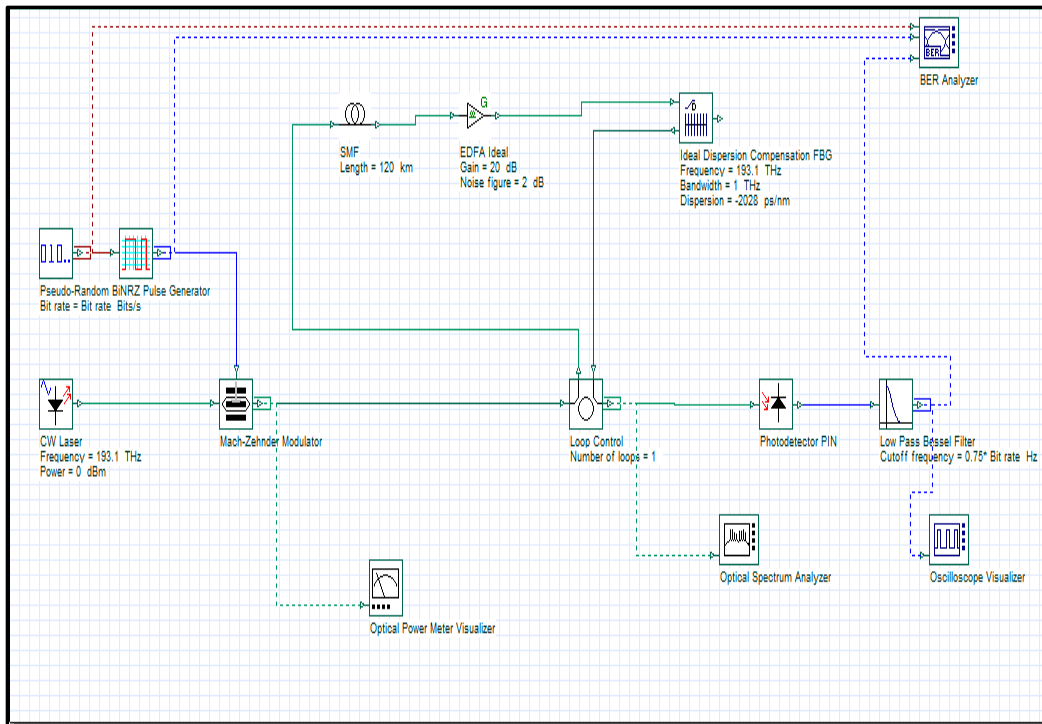 BER
BER Analyzer
G
SMF
Length = 120 km
EDFA Ideal
Gain = 20 dB
Noise figure = 2 dB
D
Ideal Dispersion Compensation FBG
Frequency = 193.1 THz
Bandwidth = 1 THz
Dispersion = -2028 ps/nm
010..
Pseudo-Random BiNRZ Pulse Generator
Bit rate = Bit rate Bits/s
CW Laser
Frequency = 193.1 THz
Power = 0 dBm
Mach-Zehnder Modulator
Loop Control
Number of loops = 1
Photodetector PIN
Low Pass Bessel Filter
Cutoff frequency = 0.75* Bit rate Hz
Optical Spectrum Analyzer
Oscilloscope Visualizer
Optical Power Meter Visualizer